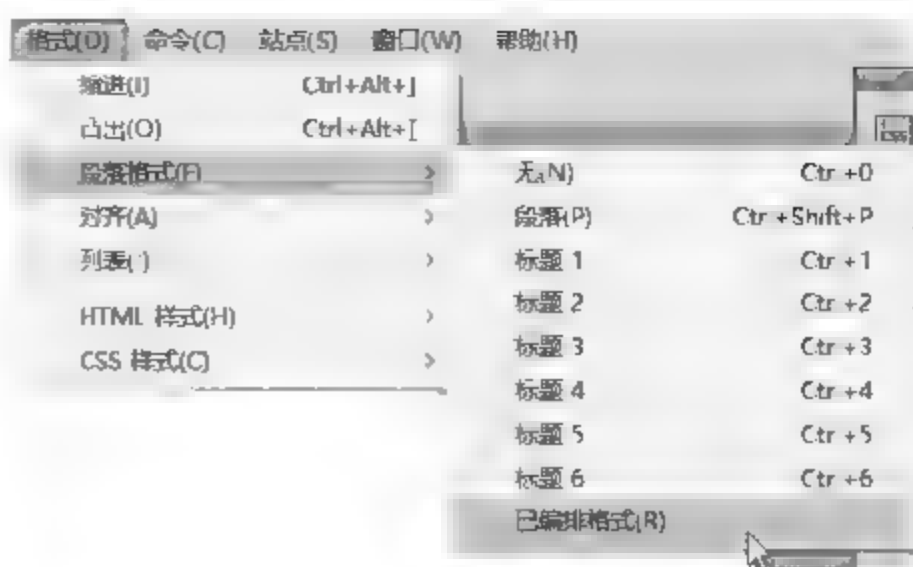 格式(O) 命令(C) 站点(S) 窗口(W) 帮助(H)
缩进(I) Ctrl+Alt+]
凸出(O) Ctrl+Alt+[
段落格式(F) >
对齐(A) >
列表( ) >
HTML 样式(H) >
CSS 样式(C) >
无(N) Ctrl+0
段落(P) Ctrl+Shift+P
标题 1 Ctrl+1
标题 2 Ctrl+2
标题 3 Ctrl+3
标题 4 Ctrl+4
标题 5 Ctrl+5
标题 6 Ctrl+6
已编排格式(R)